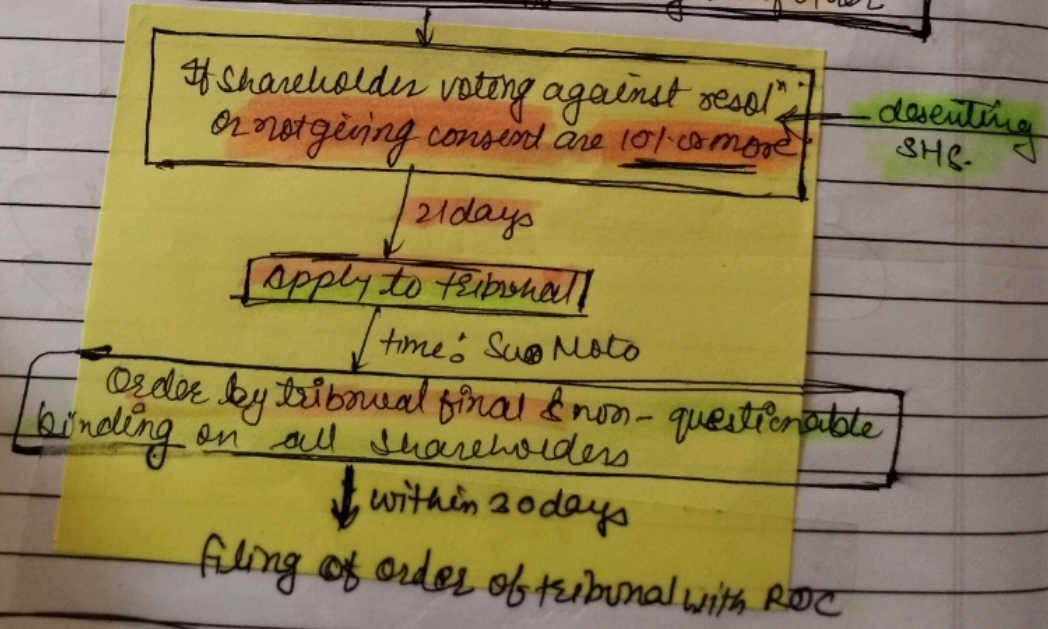 If shareholder voting against resolⁿ
or not giving consent are 10% or more
desenting
SHS.
21 days
Apply to tribunal
time: Suo Moto
Order by tribunal final & non-questionable
binding on all shareholders
within 30 days
filing of order of tribunal with ROC